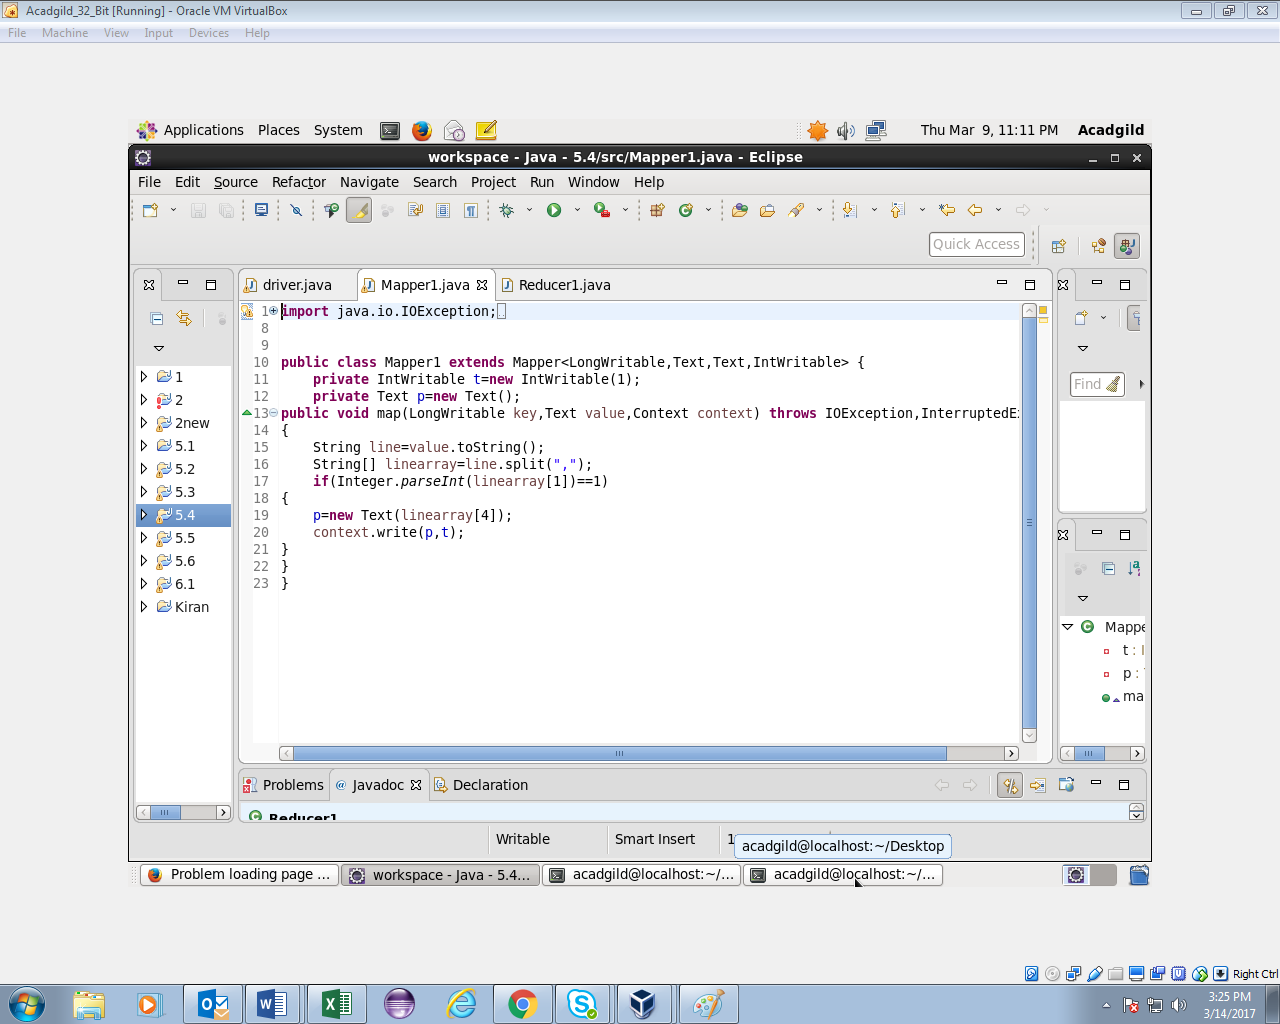 Acadgild_32_Bit [Running] - Oracle VM VirtualBox
File Machine View Input Devices Help
Applications Places System Thu Mar 9, 11:11 PM Acadgild
workspace - Java - 5.4/src/Mapper1.java - Eclipse
File Edit Source Refactor Navigate Search Project Run Window Help
Quick Access
driver.java Mapper1.java Reducer1.java
1 import java.io.IOException;
8
9
10 public class Mapper1 extends Mapper<LongWritable,Text,Text,IntWritable> {
11 private IntWritable t=new IntWritable(1);
12 private Text p=new Text();
13 public void map(LongWritable key,Text value,Context context) throws IOException,InterruptedE
14 {
15 String line=value.toString();
16 String[] linearray=line.split(",");
17 if(Integer.parseInt(linearray[1])==1)
18 {
19 p=new Text(linearray[4]);
20 context.write(p,t);
21 }
22 }
23 }
1
2
2new
5.1
5.2
5.3
5.4
5.5
5.6
6.1
Kiran
Find
Mappe
t :
p :
ma
Problems Javadoc Declaration
Reducer1
Writable Smart Insert 1
acadgild@localhost:~/Desktop
Problem loading page ... workspace - Java - 5.4... acadgild@localhost:~/... acadgild@localhost:~/...
Right Ctrl
3:25 PM
3/14/2017